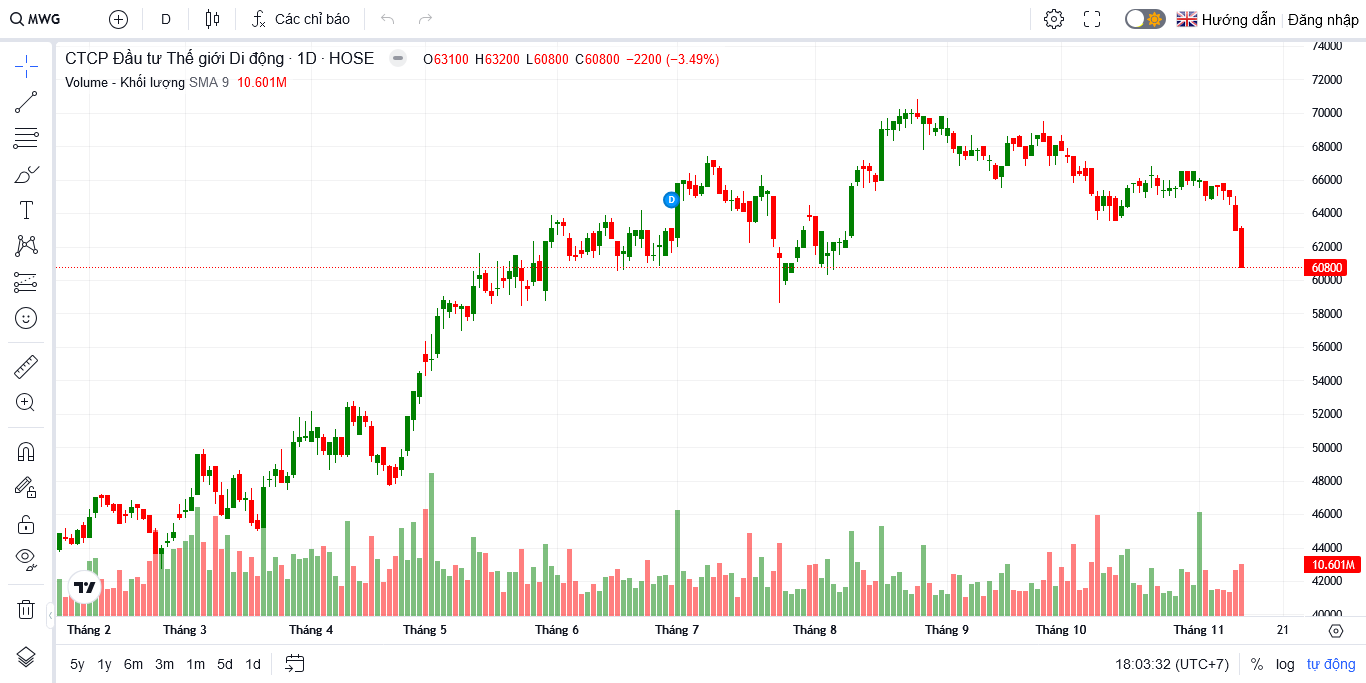 MWG D Các chỉ báo Hướng dẫn Đăng nhập
CTCP Đầu tư Thế giới Di động · 1D · HOSE O63100 H63200 L60800 C60800 −2200 (−3.49%)
Volume - Khối lượng SMA 9 10.601M
D
74000
72000
70000
68000
66000
64000
62000
60800
60000
58000
56000
54000
52000
50000
48000
46000
44000
10.601M
42000
40000
Tháng 2 Tháng 3 Tháng 4 Tháng 5 Tháng 6 Tháng 7 Tháng 8 Tháng 9 Tháng 10 Tháng 11 21
5y 1y 6m 3m 1m 5d 1d 18:03:32 (UTC+7) % log tự động